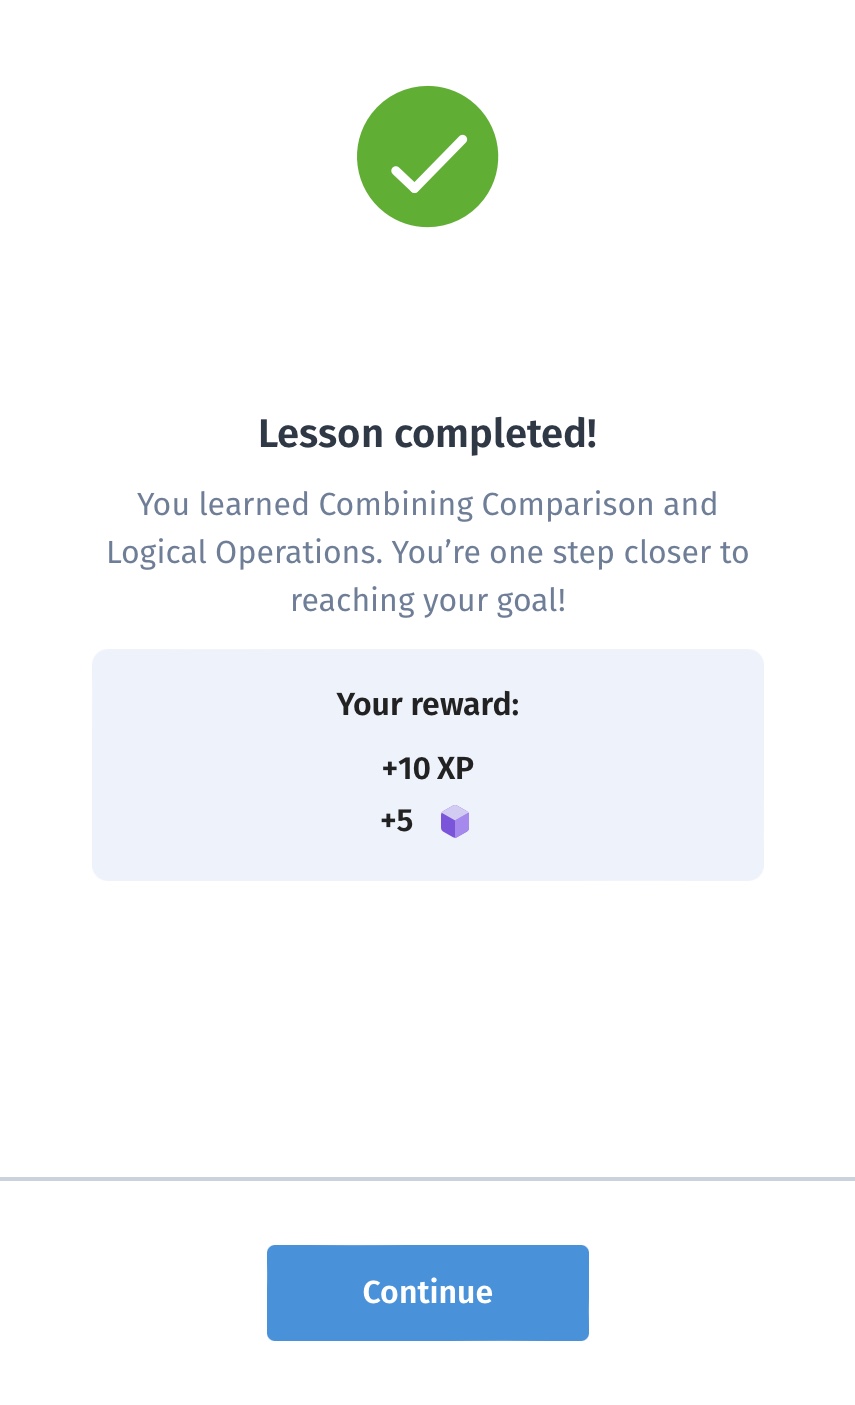 Lesson completed!
You learned Combining Comparison and
Logical Operations. You’re one step closer to
reaching your goal!
Your reward:
+10 XP
+5
Continue